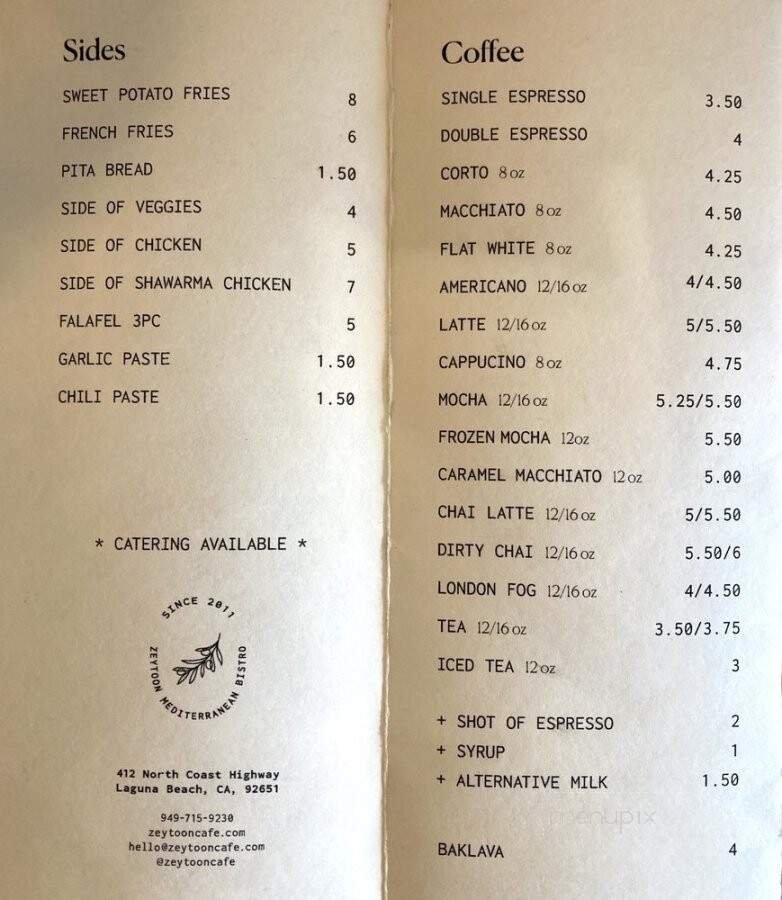 Sides
SWEET POTATO FRIES 8
FRENCH FRIES 6
PITA BREAD 1.50
SIDE OF VEGGIES 4
SIDE OF CHICKEN 5
SIDE OF SHAWARMA CHICKEN 7
FALAFEL 3PC 5
GARLIC PASTE 1.50
CHILI PASTE 1.50
* CATERING AVAILABLE *
SINCE 2011
ZEYTOON MEDITERRANEAN BISTRO
412 North Coast Highway
Laguna Beach, CA, 92651
949-715-9230
zeytooncafe.com
hello@zeytooncafe.com
@zeytooncafe
Coffee
SINGLE ESPRESSO 3.50
DOUBLE ESPRESSO 4
CORTO 8oz 4.25
MACCHIATO 8oz 4.50
FLAT WHITE 8oz 4.25
AMERICANO 12/16oz 4/4.50
LATTE 12/16oz 5/5.50
CAPPUCINO 8oz 4.75
MOCHA 12/16oz 5.25/5.50
FROZEN MOCHA 12oz 5.50
CARAMEL MACCHIATO 12oz 5.00
CHAI LATTE 12/16oz 5/5.50
DIRTY CHAI 12/16oz 5.50/6
LONDON FOG 12/16oz 4/4.50
TEA 12/16oz 3.50/3.75
ICED TEA 12oz 3
+ SHOT OF ESPRESSO 2
+ SYRUP 1
+ ALTERNATIVE MILK 1.50
menupix
BAKLAVA 4